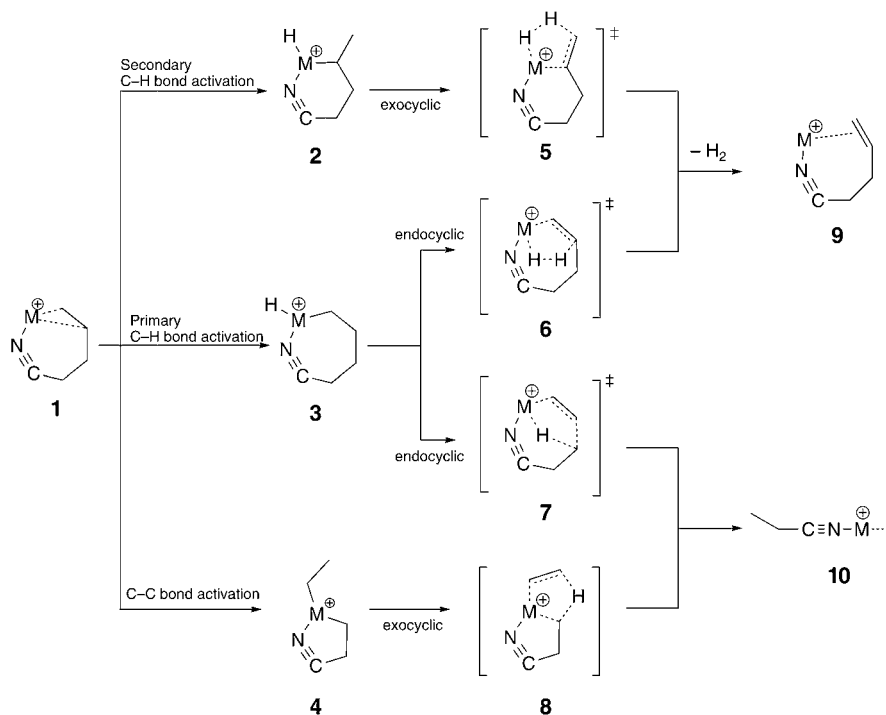 H
M⊕
N
C
2
Secondary
C–H bond activation
exocyclic
H
H
M⊕
N
C
5
‡
– H₂
M⊕
N
C
9
M⊕
N
C
1
Primary
C–H bond activation
H
M⊕
N
C
3
endocyclic
M⊕
N
H
H
C
6
‡
endocyclic
M⊕
N
H
C
7
‡
C≡N–M⊕
10
C–C bond activation
M⊕
N
C
4
exocyclic
H
M⊕
N
C
8